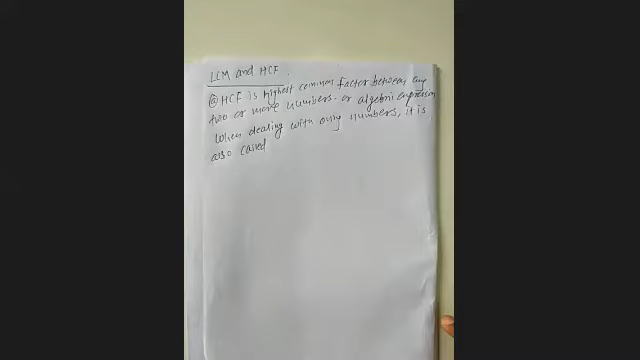 LCM and HCF.
@ HCF is highest common factor between any
two or more numbers. or algebric expression
when dealing with only numbers, it is
also called